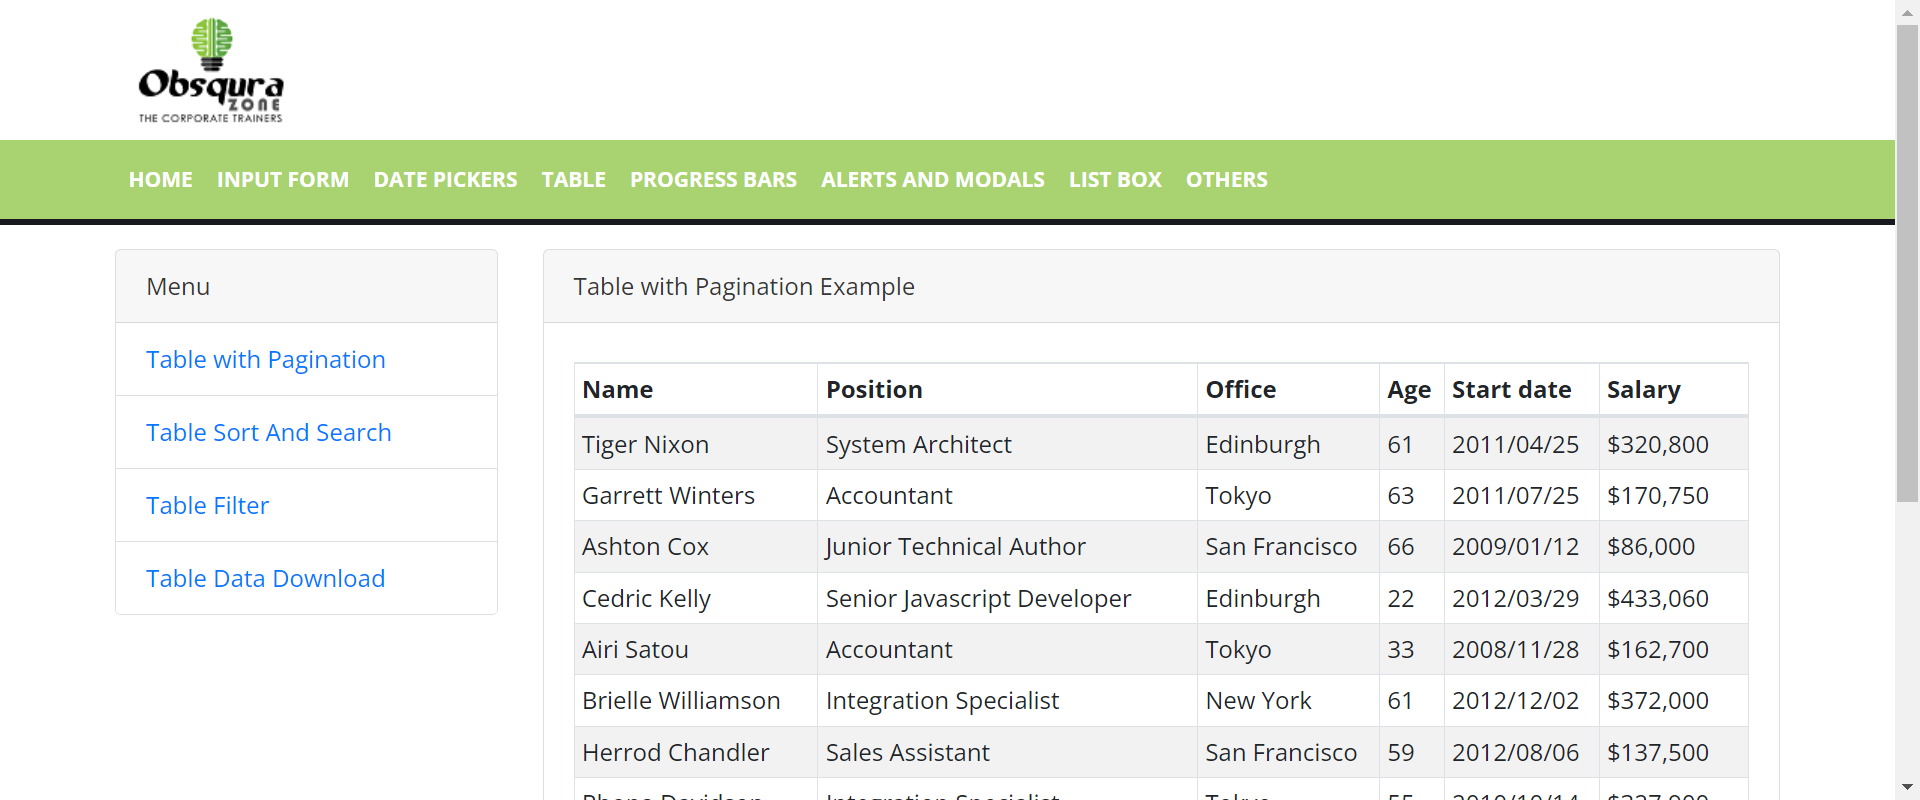 Obsqura
ZONE
THE CORPORATE TRAINERS
HOME INPUT FORM DATE PICKERS TABLE PROGRESS BARS ALERTS AND MODALS LIST BOX OTHERS
Menu
Table with Pagination
Table Sort And Search
Table Filter
Table Data Download
Table with Pagination Example
Name Position Office Age Start date Salary
Tiger Nixon System Architect Edinburgh 61 2011/04/25 $320,800
Garrett Winters Accountant Tokyo 63 2011/07/25 $170,750
Ashton Cox Junior Technical Author San Francisco 66 2009/01/12 $86,000
Cedric Kelly Senior Javascript Developer Edinburgh 22 2012/03/29 $433,060
Airi Satou Accountant Tokyo 33 2008/11/28 $162,700
Brielle Williamson Integration Specialist New York 61 2012/12/02 $372,000
Herrod Chandler Sales Assistant San Francisco 59 2012/08/06 $137,500